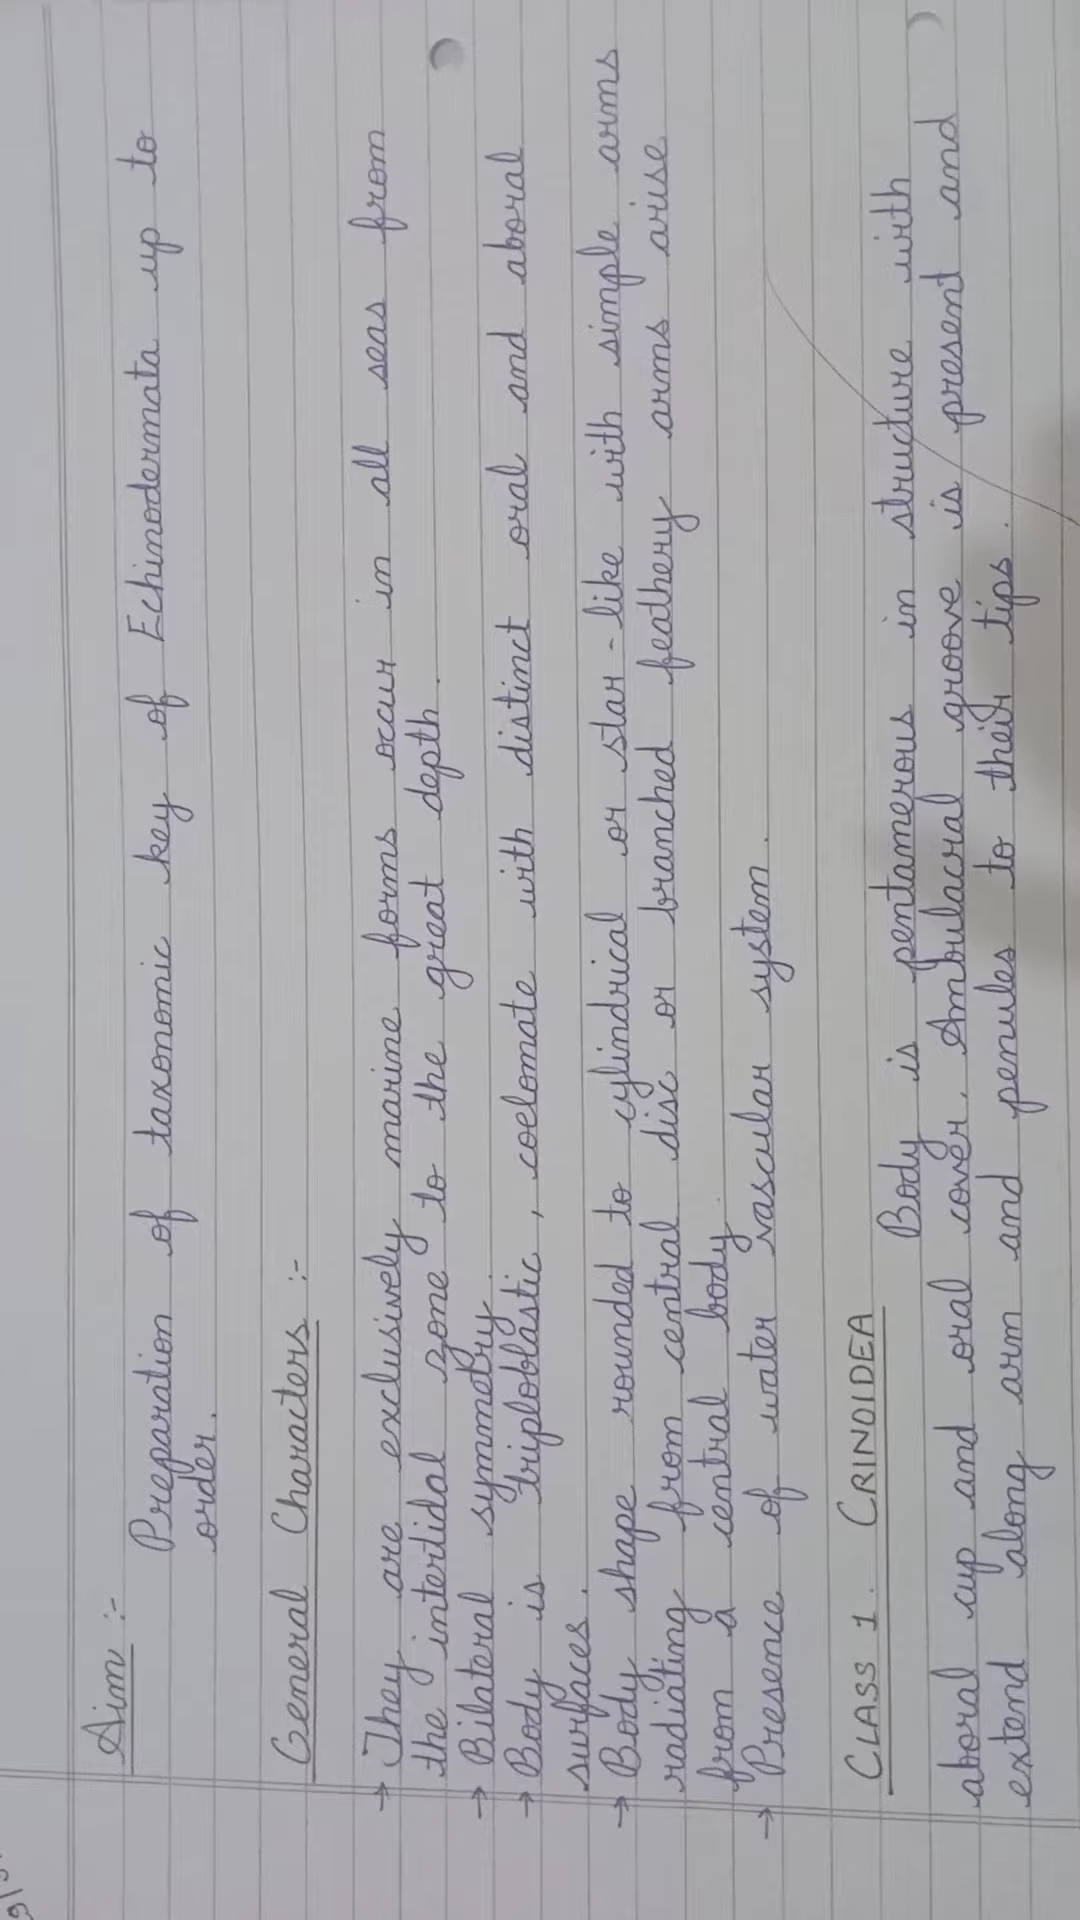 Aim :-
Preparation of taxonomic key of Echinodermata up to
order.
General Characters :-
→ They are exclusively marine forms occur in all seas from
the intertidal zone to the great depth.
→ Bilateral symmetry.
→ Body is triploblastic, coelomate with distinct oral and aboral
surfaces.
→ Body shape rounded to cylindrical or star-like with simple arms
radiating from central disc or branched feathery arms arise
from a central body.
→ Presence of water vascular system.
CLASS 1. CRINOIDEA
Body is pentamerous in structure with
aboral cup and oral cover. Ambulacral groove is present and
extend along arm and penules to their tips.